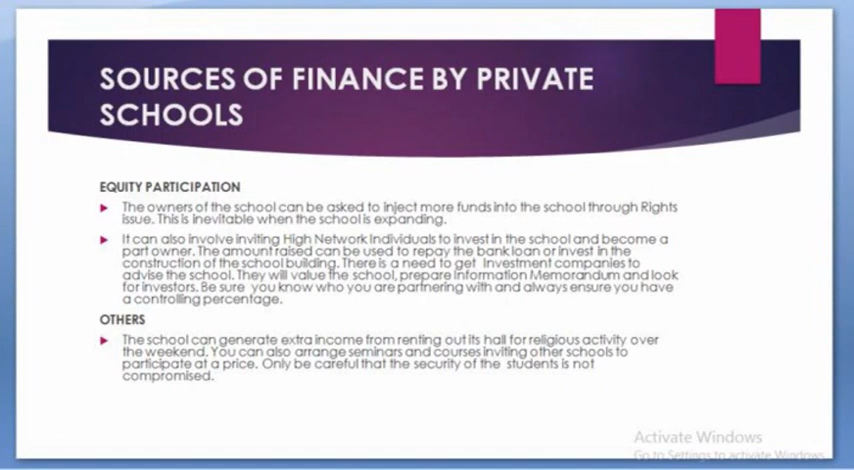 SOURCES OF FINANCE BY PRIVATE
SCHOOLS
EQUITY PARTICIPATION
The owners of the school can be asked to inject more funds into the school through Rights
issue. This is inevitable when the school is expanding.
It can also involve inviting High Network Individuals to invest in the school and become a
part owner. The amount raised can be used to repay the bank loan or invest in the
construction of the school building. There is a need to get Investment companies to
advise the school. They will value the school, prepare Information Memorandum and look
for investors. Be sure you know who you are partnering with and always ensure you have
a controlling percentage.
OTHERS
The school can generate extra income from renting out its hall for religious activity over
the weekend. You can also arrange seminars and courses inviting other schools to
participate at a price. Only be careful that the security of the students is not
compromised.
Activate Windows
Go to Settings to activate Windows.